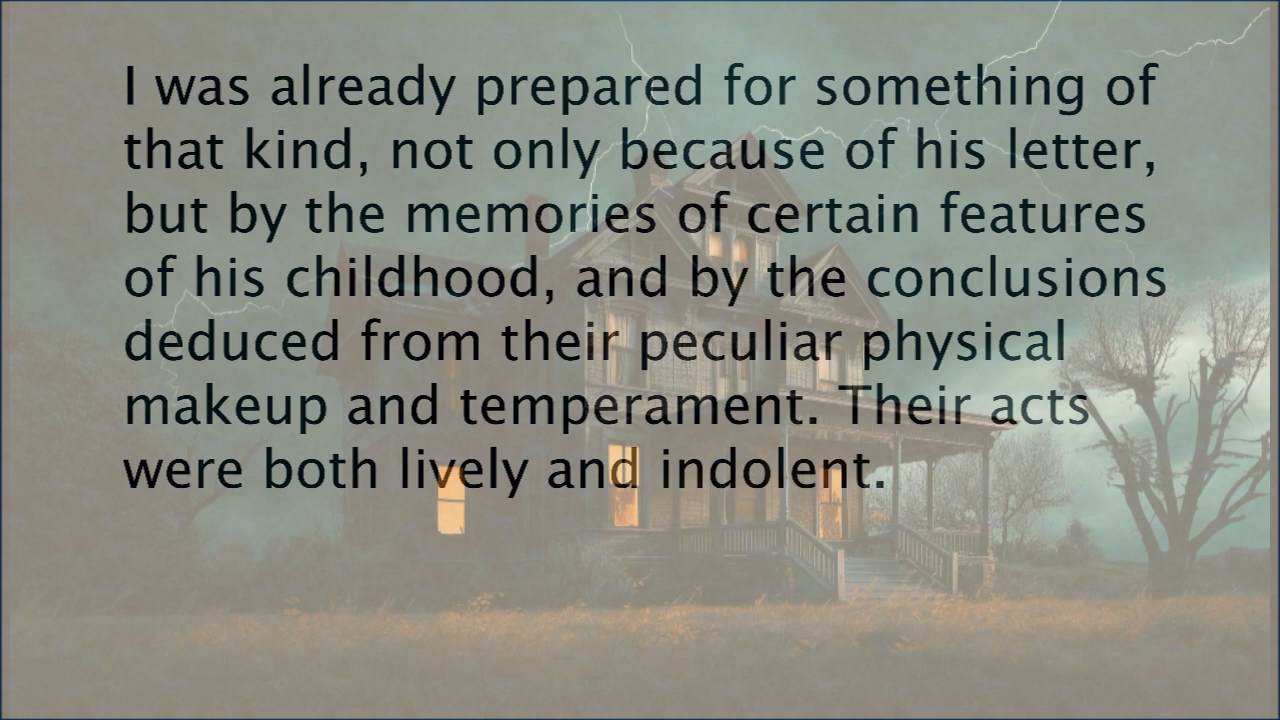 I was already prepared for something of
that kind, not only because of his letter,
but by the memories of certain features
of his childhood, and by the conclusions
deduced from their peculiar physical
makeup and temperament. Their acts
were both lively and indolent.